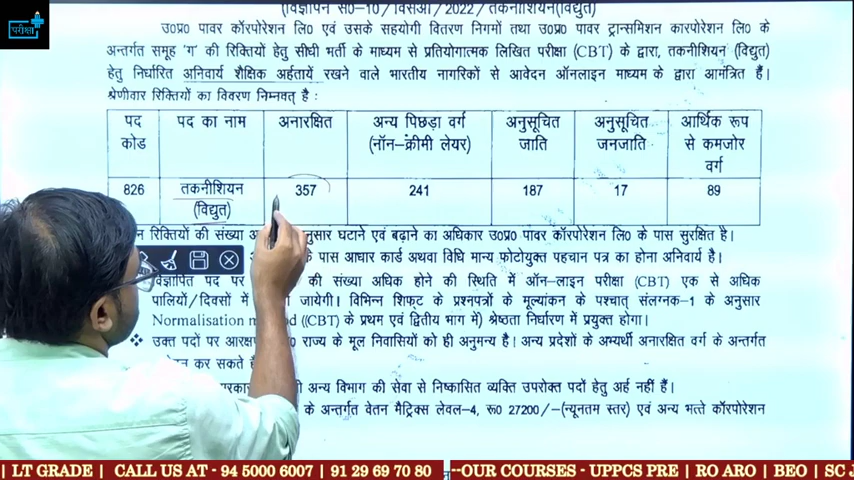 परीक्षा
(विज्ञापन सं0-10/विसेआ/2022/तकनीशियन(विद्युत)
उ0प्र0 पावर कॉरपोरेशन लि0 एवं उसके सहयोगी वितरण निगमों तथा उ0प्र0 पावर ट्रान्समिशन कारपोरेशन लि0 के
अन्तर्गत समूह 'ग' की रिक्तियों हेतु सीधी भर्ती के माध्यम से प्रतियोगात्मक लिखित परीक्षा (CBT) के द्वारा, तकनीशियन (विद्युत)
हेतु निर्धारित अनिवार्य शैक्षिक अर्हतायें रखने वाले भारतीय नागरिकों से आवेदन ऑनलाइन माध्यम के द्वारा आमंत्रित हैं।
श्रेणीवार रिक्तियों का विवरण निम्नवत् है :
पद कोड पद का नाम अनारक्षित अन्य पिछड़ा वर्ग (नॉन-क्रीमी लेयर) अनुसूचित जाति अनुसूचित जनजाति आर्थिक रूप से कमजोर वर्ग
826 तकनीशियन (विद्युत) 357 241 187 17 89
रिक्तियों की संख्या नुसार घटाने एवं बढ़ाने का अधिकार उ0प्र0 पावर कॉरपोरेशन लि0 के पास सुरक्षित है।
के पास आधार कार्ड अथवा विधि मान्य फोटोयुक्त पहचान पत्र का होना अनिवार्य है।
विज्ञापित पद पर की संख्या अधिक होने की स्थिति में ऑन-लाइन परीक्षा (CBT) एक से अधिक
पालियों/दिवसों में जायेगी। विभिन्न शिफ्ट के प्रश्नपत्रों के मूल्यांकन के पश्चात् संलग्नक-1 के अनुसार
Normalisation (CBT) के प्रथम एवं द्वितीय भाग में) श्रेष्ठता निर्धारण में प्रयुक्त होगा।
उक्त पदों पर आरक्षण राज्य के मूल निवासियों को ही अनुमन्य है। अन्य प्रदेशों के अभ्यर्थी अनारक्षित वर्ग के अन्तर्गत
कर सकते
अन्य विभाग की सेवा से निष्कासित व्यक्ति उपरोक्त पदों हेतु अर्ह नहीं हैं।
के अन्तर्गत वेतन मैट्रिक्स लेवल-4, रू0 27200/-(न्यूनतम स्तर) एवं अन्य भत्ते कॉरपोरेशन
| LT GRADE | CALL US AT - 94 5000 6007 | 91 29 69 70 80 --OUR COURSES - UPPCS PRE | RO ARO | BEO | SC J